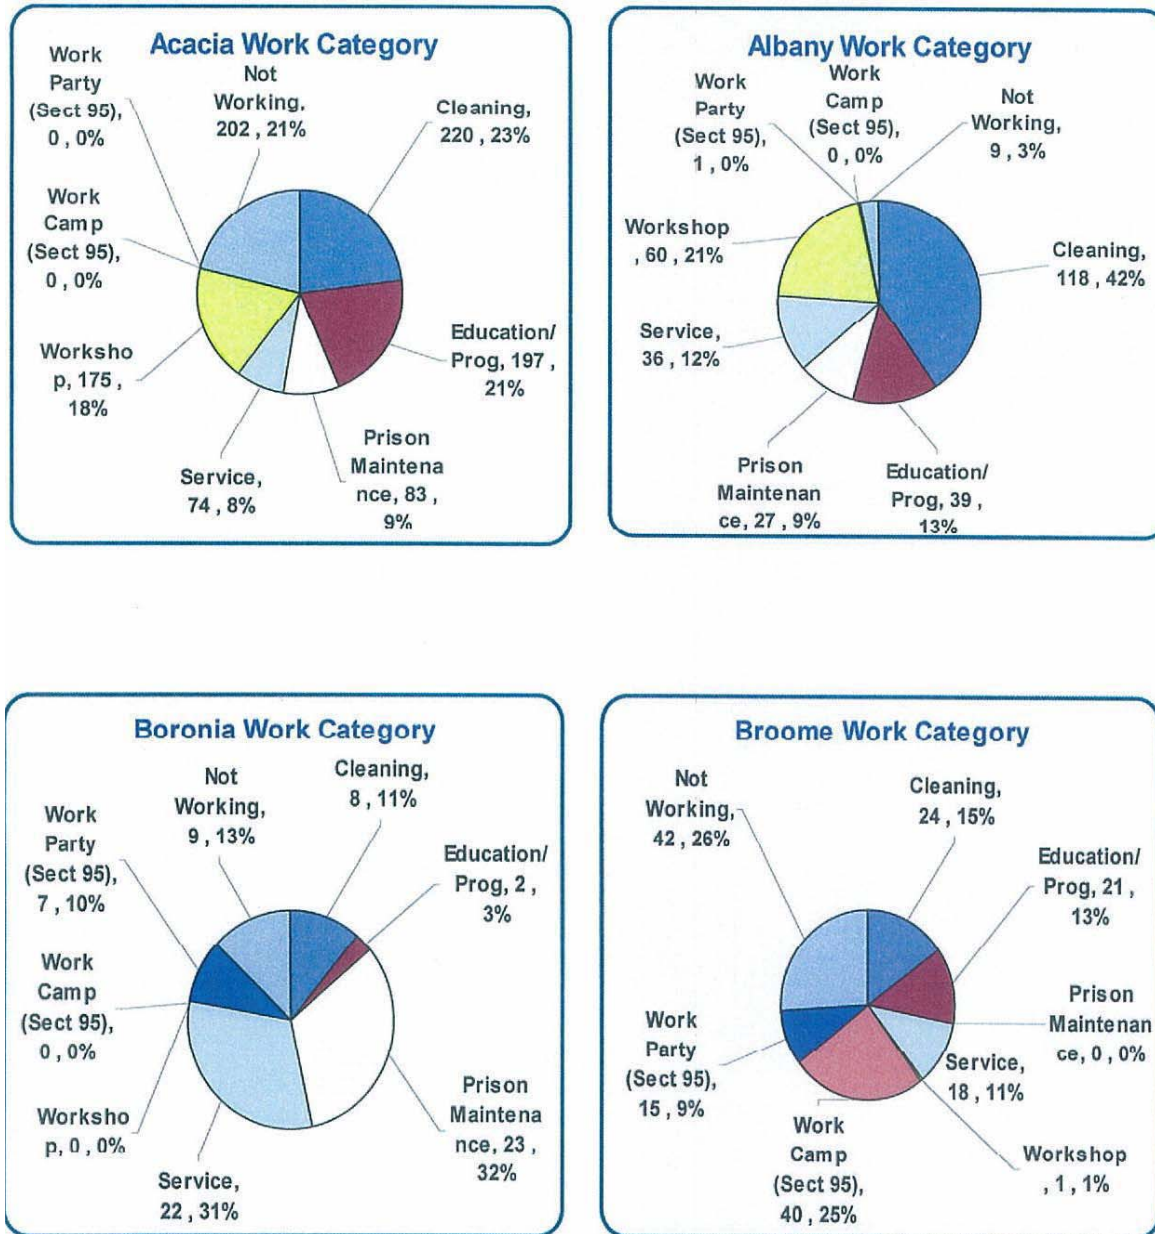 Acacia Work Category
Work
Party
(Sect 95),
0 , 0%
Not
Working,
202 , 21%
Cleaning,
220 , 23%
Work
Camp
(Sect 95),
0 , 0%
Education/
Prog, 197 ,
21%
Worksho
p, 175 ,
18%
Service,
74 , 8%
Prison
Maintena
nce, 83 ,
9%
Albany Work Category
Work
Party
(Sect 95),
1 , 0%
Work
Camp
(Sect 95),
0 , 0%
Not
Working,
9 , 3%
Workshop
, 60 , 21%
Cleaning,
118 , 42%
Service,
36 , 12%
Prison
Maintenan
ce, 27 , 9%
Education/
Prog, 39 ,
13%
Boronia Work Category
Not
Working,
9 , 13%
Cleaning,
8 , 11%
Work
Party
(Sect 95),
7 , 10%
Education/
Prog, 2 ,
3%
Work
Camp
(Sect 95),
0 , 0%
Worksho
p, 0 , 0%
Service,
22 , 31%
Prison
Maintena
nce, 23 ,
32%
Broome Work Category
Not
Working,
42 , 26%
Cleaning,
24 , 15%
Education/
Prog, 21 ,
13%
Prison
Maintenan
ce, 0 , 0%
Work
Party
(Sect 95),
15 , 9%
Service,
18 , 11%
Work
Camp
(Sect 95),
40 , 25%
Workshop
, 1 , 1%